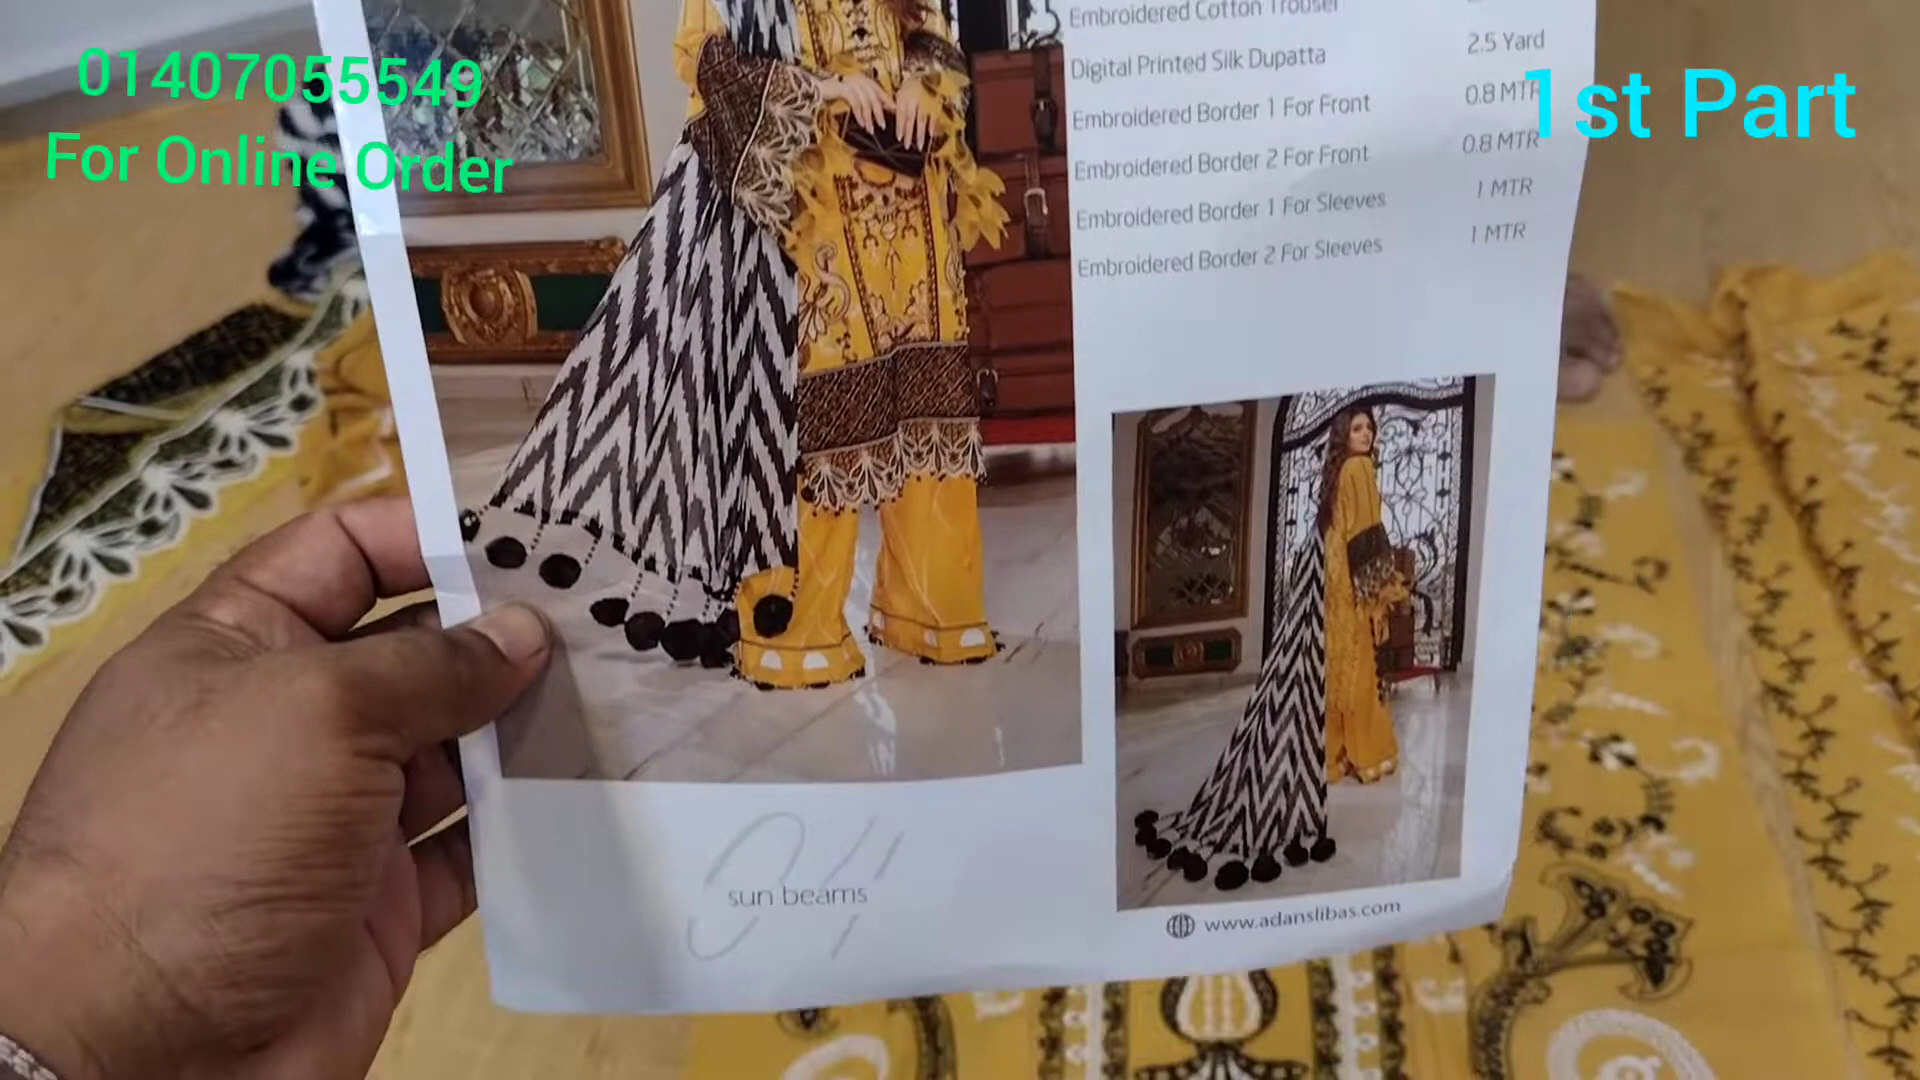 01407055549
For Online Order
1st Part
Embroidered Cotton Trouser
Digital Printed Silk Dupatta 2.5 Yard
Embroidered Border 1 For Front 0.8 MTR
Embroidered Border 2 For Front 0.8 MTR
Embroidered Border 1 For Sleeves 1 MTR
Embroidered Border 2 For Sleeves 1 MTR
sun beams
www.adanslibas.com